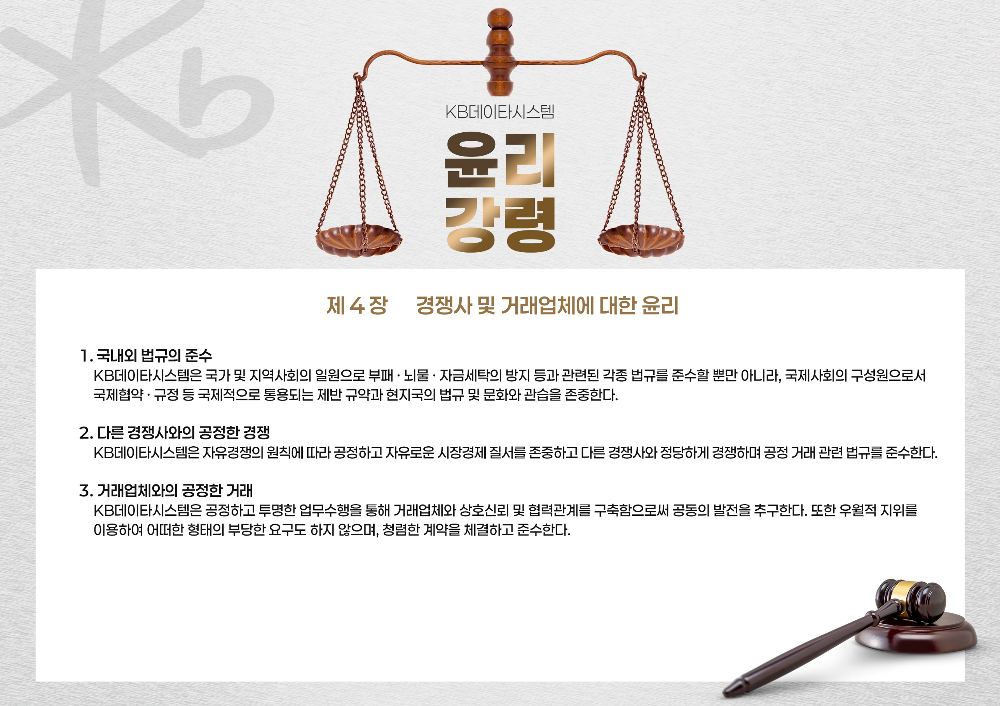 Kb
KB데이타시스템
윤리
강령
제 4 장 경쟁사 및 거래업체에 대한 윤리
1. 국내외 법규의 준수
KB데이타시스템은 국가 및 지역사회의 일원으로 부패 · 뇌물 · 자금세탁의 방지 등과 관련된 각종 법규를 준수할 뿐만 아니라, 국제사회의 구성원으로서
국제협약 · 규정 등 국제적으로 통용되는 제반 규약과 현지국의 법규 및 문화와 관습을 존중한다.
2. 다른 경쟁사와의 공정한 경쟁
KB데이타시스템은 자유경쟁의 원칙에 따라 공정하고 자유로운 시장경제 질서를 존중하고 다른 경쟁사와 정당하게 경쟁하며 공정 거래 관련 법규를 준수한다.
3. 거래업체와의 공정한 거래
KB데이타시스템은 공정하고 투명한 업무수행을 통해 거래업체와 상호신뢰 및 협력관계를 구축함으로써 공동의 발전을 추구한다. 또한 우월적 지위를
이용하여 어떠한 형태의 부당한 요구도 하지 않으며, 청렴한 계약을 체결하고 준수한다.